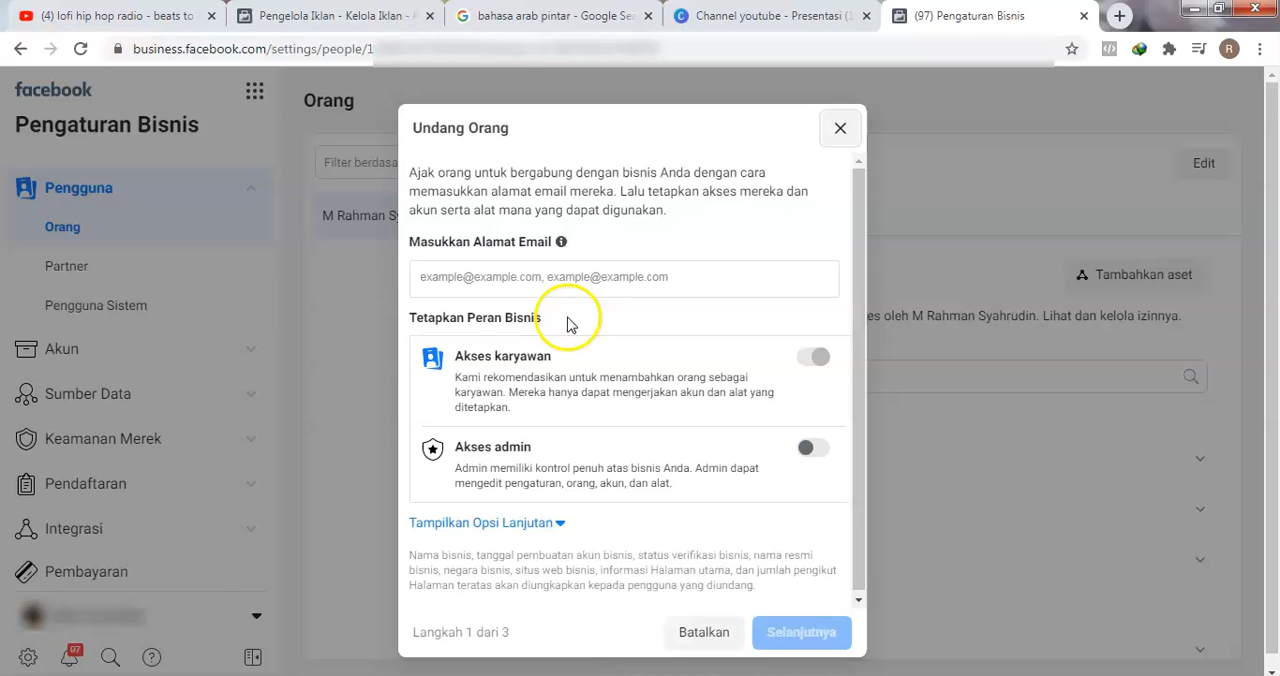 (4) lofi hip hop radio - beats to
Pengelola Iklan - Kelola Iklan -
bahasa arab pintar - Google Sea
Channel youtube - Presentasi (1
(97) Pengaturan Bisnis
business.facebook.com/settings/people/1
R
facebook
Pengaturan Bisnis
Pengguna
Orang
Partner
Pengguna Sistem
Akun
Sumber Data
Keamanan Merek
Pendaftaran
Integrasi
Pembayaran
97
Orang
Filter berdasa
Edit
M Rahman Sy
Tambahkan aset
es oleh M Rahman Syahrudin. Lihat dan kelola izinnya.
Undang Orang
Ajak orang untuk bergabung dengan bisnis Anda dengan cara
memasukkan alamat email mereka. Lalu tetapkan akses mereka dan
akun serta alat mana yang dapat digunakan.
Masukkan Alamat Email
example@example.com, example@example.com
Tetapkan Peran Bisnis
Akses karyawan
Kami rekomendasikan untuk menambahkan orang sebagai
karyawan. Mereka hanya dapat mengerjakan akun dan alat yang
ditetapkan.
Akses admin
Admin memiliki kontrol penuh atas bisnis Anda. Admin dapat
mengedit pengaturan, orang, akun, dan alat.
Tampilkan Opsi Lanjutan
Nama bisnis, tanggal pembuatan akun bisnis, status verifikasi bisnis, nama resmi
bisnis, negara bisnis, situs web bisnis, informasi Halaman utama, dan jumlah pengikut
Halaman teratas akan diungkapkan kepada pengguna yang diundang.
Langkah 1 dari 3
Batalkan
Selanjutnya